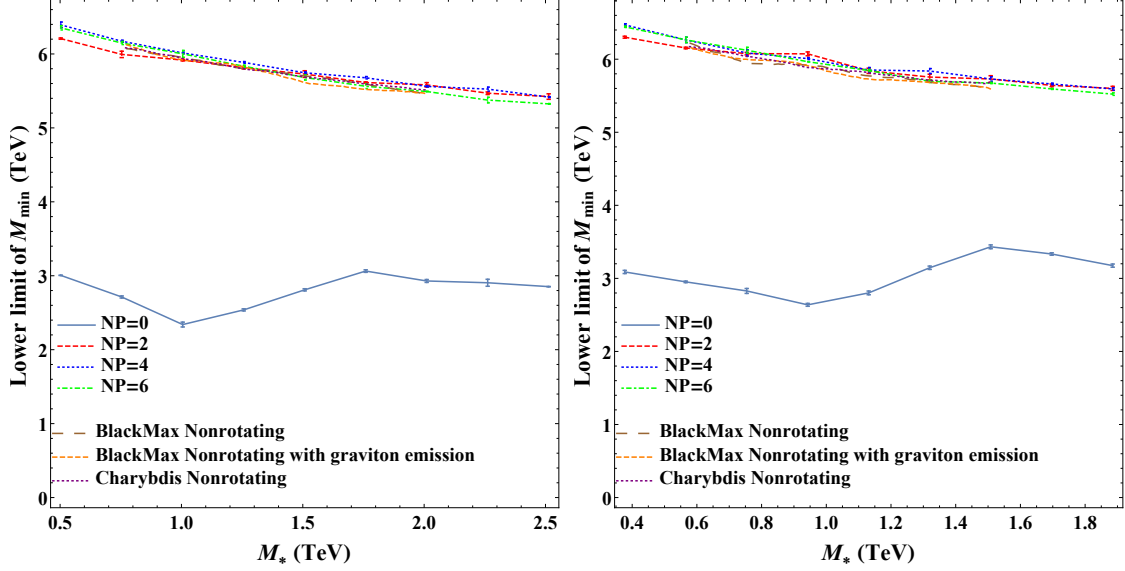 6
5
4
3
2
1
0
Lower limit of M_min (TeV)
NP=0
NP=2
NP=4
NP=6
BlackMax Nonrotating
BlackMax Nonrotating with graviton emission
Charybdis Nonrotating
0.5 1.0 1.5 2.0 2.5
M_* (TeV)
7
6
5
4
3
2
1
0
Lower limit of M_min (TeV)
NP=0
NP=2
NP=4
NP=6
BlackMax Nonrotating
BlackMax Nonrotating with graviton emission
Charybdis Nonrotating
0.4 0.6 0.8 1.0 1.2 1.4 1.6 1.8
M_* (TeV)